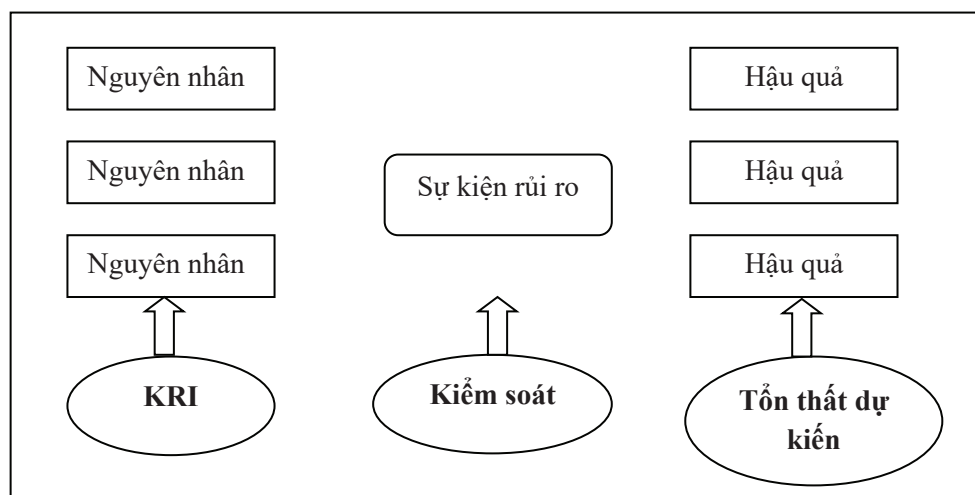 Nguyên nhân
Hậu quả
Nguyên nhân
Sự kiện rủi ro
Hậu quả
Nguyên nhân
Hậu quả
KRI
Kiểm soát
Tổn thất dự
kiến